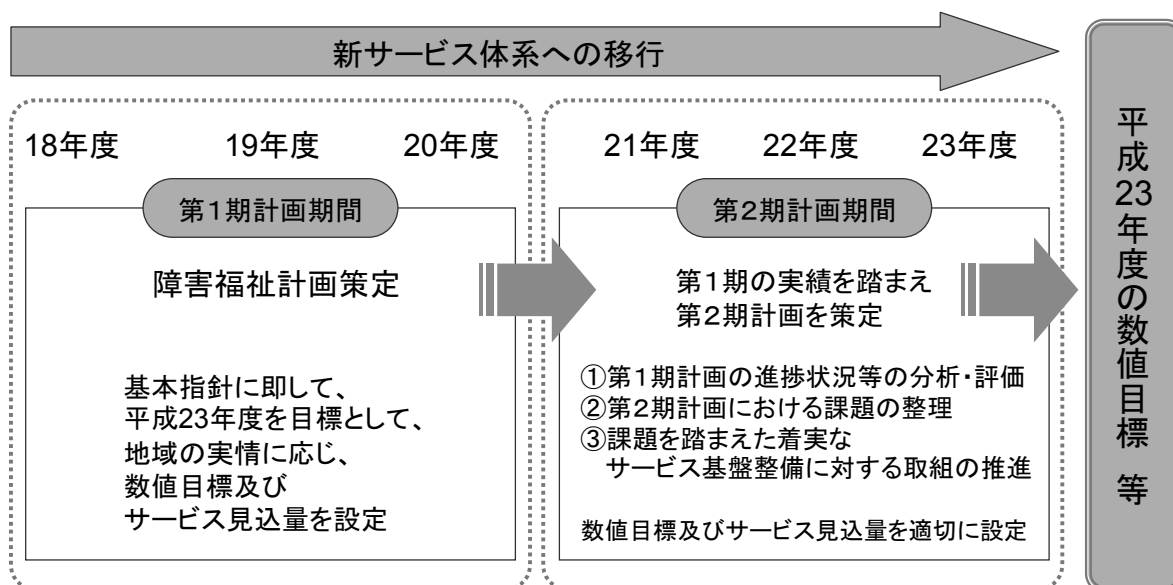 新サービス体系への移行
18年度 19年度 20年度
第1期計画期間
障害福祉計画策定
基本指針に即して、
平成23年度を目標として、
地域の実情に応じ、
数値目標及び
サービス見込量を設定
21年度 22年度 23年度
第2期計画期間
第1期の実績を踏まえ
第2期計画を策定
①第1期計画の進捗状況等の分析・評価
②第2期計画における課題の整理
③課題を踏まえた着実な
サービス基盤整備に対する取組の推進
数値目標及びサービス見込量を適切に設定
平成23年度の数値目標 等